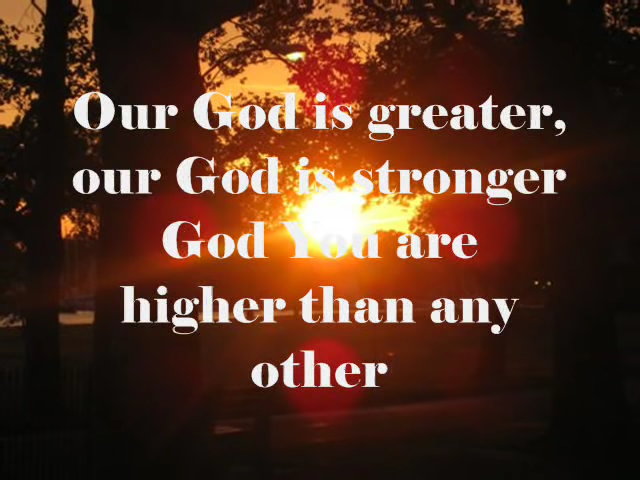 Our God is greater,
our God is stronger
God You are
higher than any
other